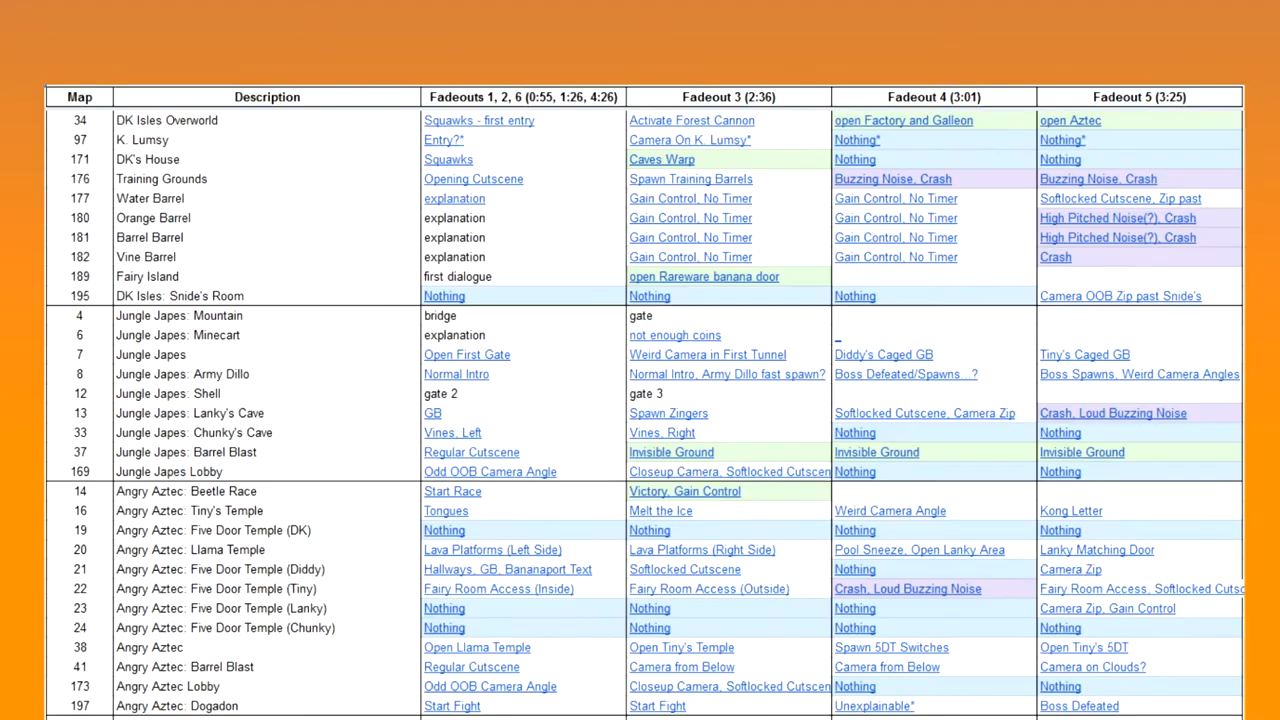 Map Description Fadeouts 1, 2, 6 (0:55, 1:26, 4:26) Fadeout 3 (2:36) Fadeout 4 (3:01) Fadeout 5 (3:25)
34 DK Isles Overworld Squawks - first entry Activate Forest Cannon open Factory and Galleon open Aztec
97 K. Lumsy Entry?* Camera On K. Lumsy* Nothing* Nothing*
171 DK's House Squawks Caves Warp Nothing Nothing
176 Training Grounds Opening Cutscene Spawn Training Barrels Buzzing Noise, Crash Buzzing Noise, Crash
177 Water Barrel explanation Gain Control, No Timer Gain Control, No Timer Softlocked Cutscene, Zip past
180 Orange Barrel explanation Gain Control, No Timer Gain Control, No Timer High Pitched Noise(?), Crash
181 Barrel Barrel explanation Gain Control, No Timer Gain Control, No Timer High Pitched Noise(?), Crash
182 Vine Barrel explanation Gain Control, No Timer Gain Control, No Timer Crash
189 Fairy Island first dialogue open Rareware banana door
195 DK Isles: Snide's Room Nothing Nothing Nothing Camera OOB Zip past Snide's
4 Jungle Japes: Mountain bridge gate
6 Jungle Japes: Minecart explanation not enough coins _
7 Jungle Japes Open First Gate Weird Camera in First Tunnel Diddy's Caged GB Tiny's Caged GB
8 Jungle Japes: Army Dillo Normal Intro Normal Intro, Army Dillo fast spawn? Boss Defeated/Spawns...? Boss Spawns, Weird Camera Angles
12 Jungle Japes: Shell gate 2 gate 3
13 Jungle Japes: Lanky's Cave GB Spawn Zingers Softlocked Cutscene, Camera Zip Crash, Loud Buzzing Noise
33 Jungle Japes: Chunky's Cave Vines, Left Vines, Right Nothing Nothing
37 Jungle Japes: Barrel Blast Regular Cutscene Invisible Ground Invisible Ground Invisible Ground
169 Jungle Japes Lobby Odd OOB Camera Angle Closeup Camera, Softlocked Cutscen Nothing Nothing
14 Angry Aztec: Beetle Race Start Race Victory, Gain Control
16 Angry Aztec: Tiny's Temple Tongues Melt the Ice Weird Camera Angle Kong Letter
19 Angry Aztec: Five Door Temple (DK) Nothing Nothing Nothing Nothing
20 Angry Aztec: Llama Temple Lava Platforms (Left Side) Lava Platforms (Right Side) Pool Sneeze, Open Lanky Area Lanky Matching Door
21 Angry Aztec: Five Door Temple (Diddy) Hallways, GB, Bananaport Text Softlocked Cutscene Nothing Camera Zip
22 Angry Aztec: Five Door Temple (Tiny) Fairy Room Access (Inside) Fairy Room Access (Outside) Crash, Loud Buzzing Noise Fairy Room Access, Softlocked Cutsc
23 Angry Aztec: Five Door Temple (Lanky) Nothing Nothing Nothing Camera Zip, Gain Control
24 Angry Aztec: Five Door Temple (Chunky) Nothing Nothing Nothing Nothing
38 Angry Aztec Open Llama Temple Open Tiny's Temple Spawn 5DT Switches Open Tiny's 5DT
41 Angry Aztec: Barrel Blast Regular Cutscene Camera from Below Camera from Below Camera on Clouds?
173 Angry Aztec Lobby Odd OOB Camera Angle Closeup Camera, Softlocked Cutscen Nothing Nothing
197 Angry Aztec: Dogadon Start Fight Start Fight Unexplainable* Boss Defeated